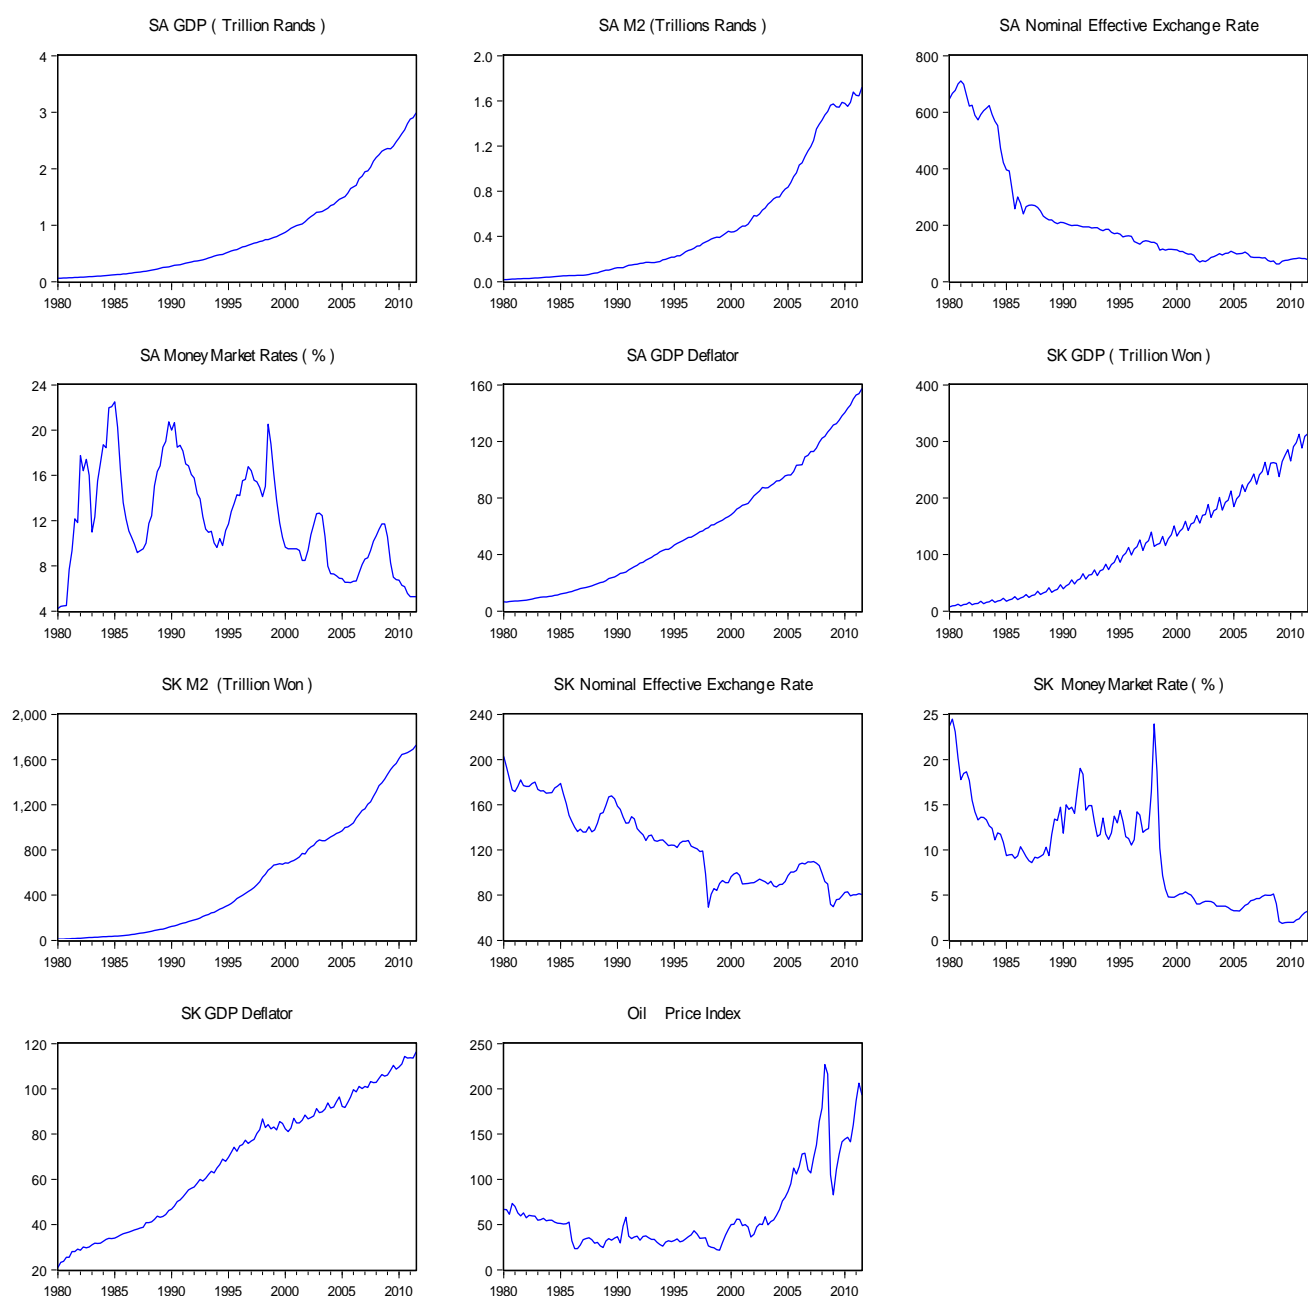 SA GDP ( Trillion Rands )
4
3
2
1
0
1980 1985 1990 1995 2000 2005 2010
SA M2 (Trillions Rands )
2.0
1.6
1.2
0.8
0.4
0.0
1980 1985 1990 1995 2000 2005 2010
SA Nominal Effective Exchange Rate
800
600
400
200
0
1980 1985 1990 1995 2000 2005 2010
SA Money Market Rates ( % )
24
20
16
12
8
4
1980 1985 1990 1995 2000 2005 2010
SA GDP Deflator
160
120
80
40
0
1980 1985 1990 1995 2000 2005 2010
SK GDP ( Trillion Won )
400
300
200
100
0
1980 1985 1990 1995 2000 2005 2010
SK M2 (Trillion Won )
2,000
1,600
1,200
800
400
0
1980 1985 1990 1995 2000 2005 2010
SK Nominal Effective Exchange Rate
240
200
160
120
80
40
1980 1985 1990 1995 2000 2005 2010
SK Money Market Rate ( % )
25
20
15
10
5
0
1980 1985 1990 1995 2000 2005 2010
SK GDP Deflator
120
100
80
60
40
20
1980 1985 1990 1995 2000 2005 2010
Oil Price Index
250
200
150
100
50
0
1980 1985 1990 1995 2000 2005 2010